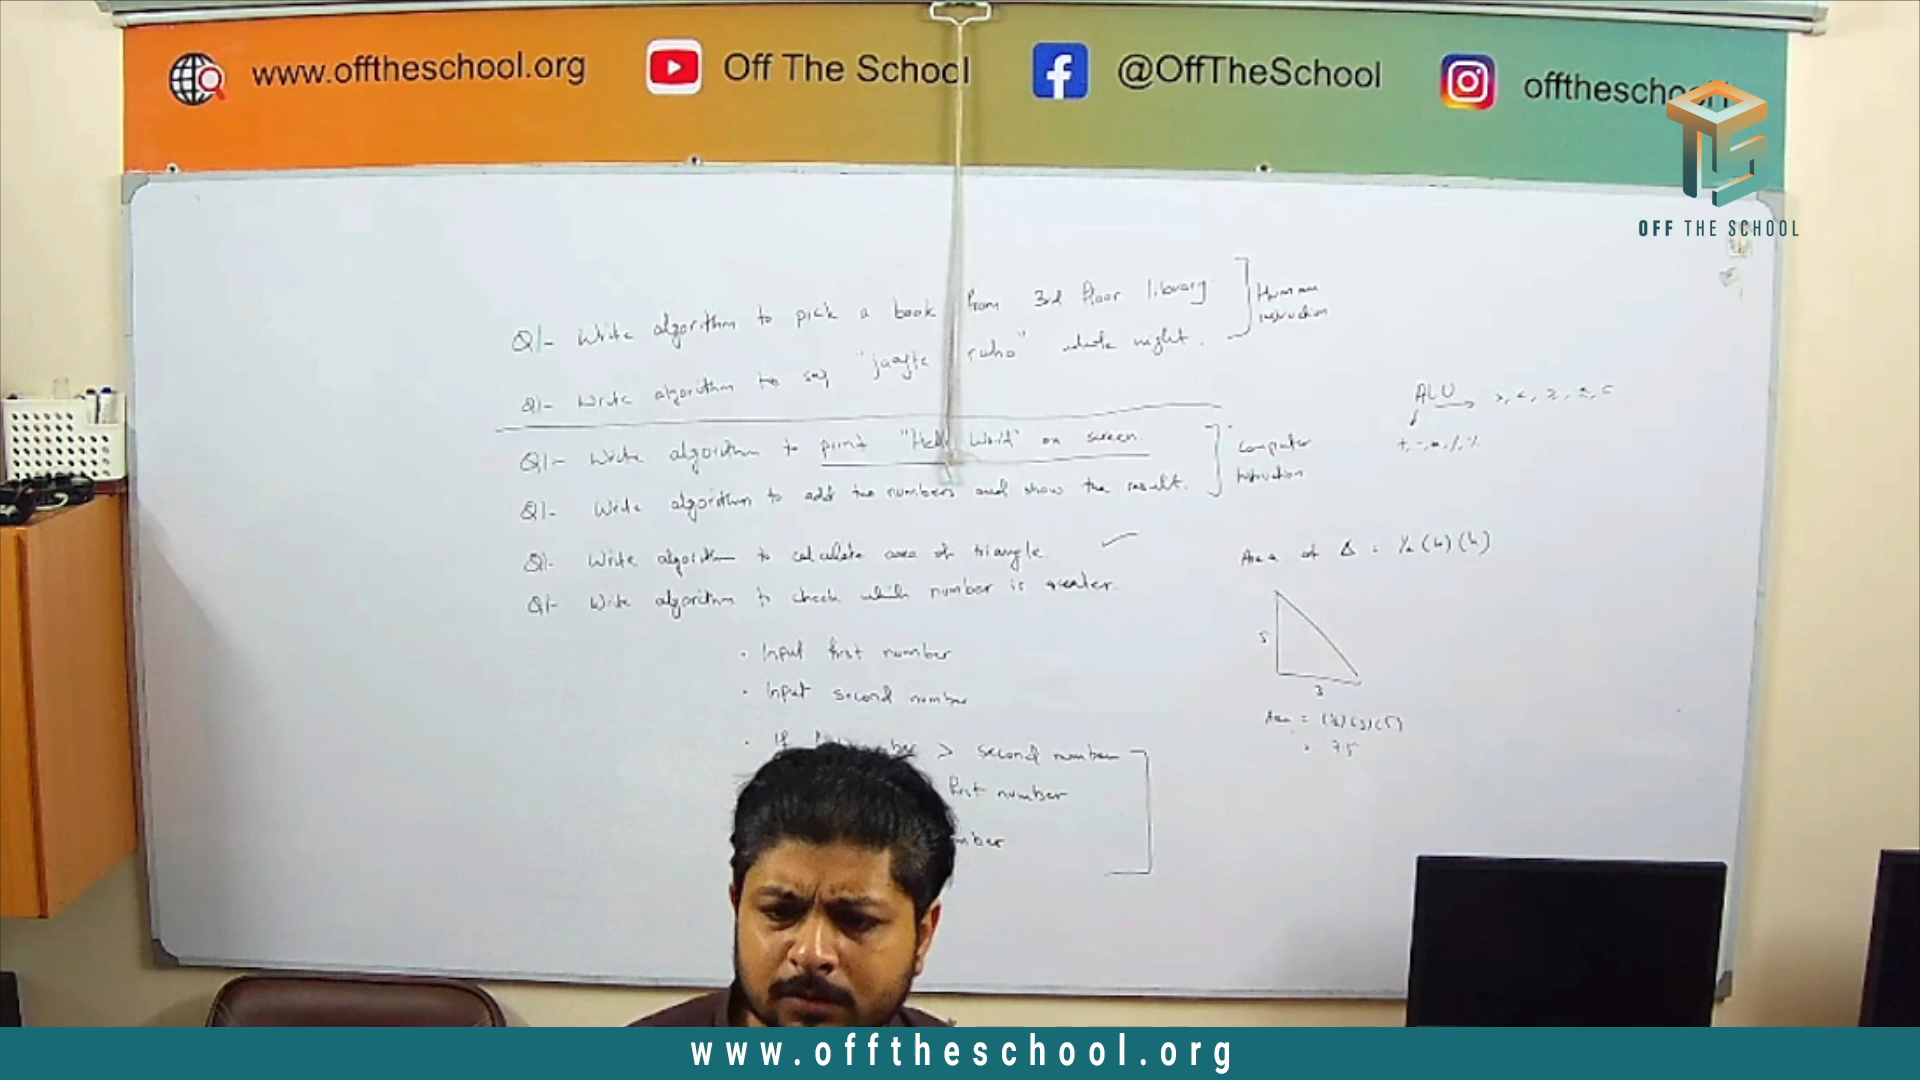 www.offtheschool.org
Off The School
@OffTheSchool
offtheschool
OFF THE SCHOOL
Q1- Write algorithm to pick a book from 3rd floor library.
Q1- Write algorithm to say "jaagte raho" whole night.
Human
Instruction
Q1- Write algorithm to print "Hello World" on screen.
Q1- Write algorithm to add two numbers and show the result.
Computer
Instruction
Q1- Write algorithm to calculate area of triangle.
Q1- Write algorithm to check which number is greater.
• Input first number
• Input second number
• If number > second number
first number
ALU
Area of Δ = ½ (b) (h)
5
3
Area = (½)(3)(5)
= 7.5
www.offtheschool.org